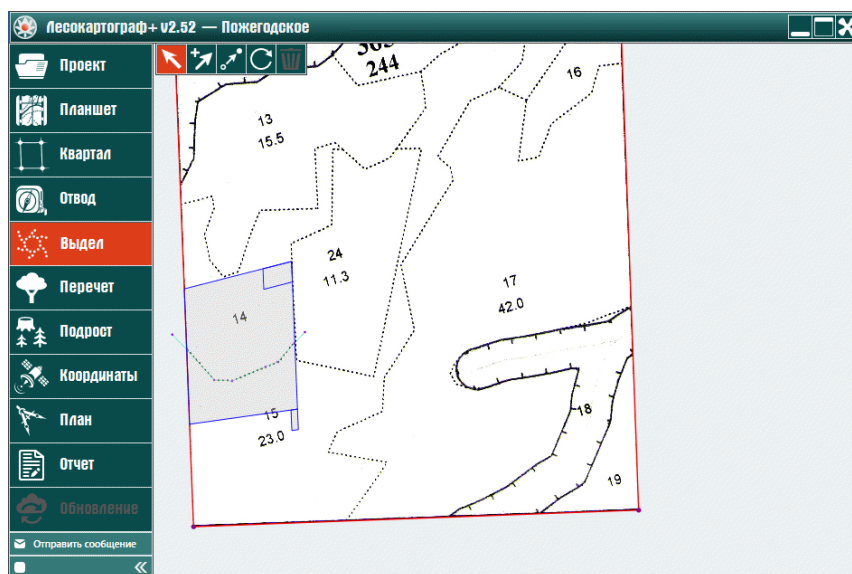 Лесокартограф+ v2.52 — Пожегодское
Проект
Планшет
Квартал
Отвод
Выдел
Перечет
Подрост
Координаты
План
Отчет
Обновление
Отправить сообщение
244
16
13
15.5
24
11.3
17
42.0
14
15
23.0
18
19